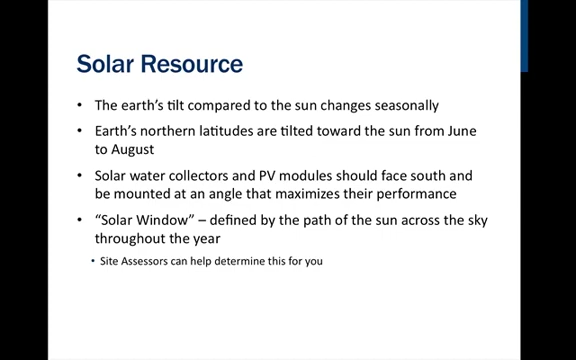 Solar Resource
• The earth’s tilt compared to the sun changes seasonally
• Earth’s northern latitudes are tilted toward the sun from June
to August
• Solar water collectors and PV modules should face south and
be mounted at an angle that maximizes their performance
• “Solar Window” – defined by the path of the sun across the sky
throughout the year
• Site Assessors can help determine this for you